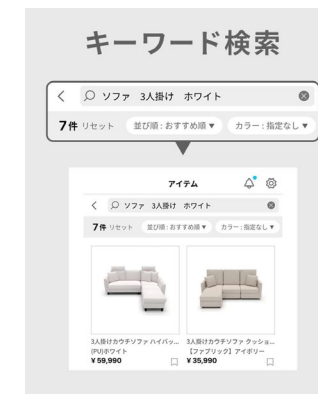 キーワード検索
ソファ 3人掛け ホワイト
7件 リセット 並び順 : おすすめ順 ▼ カラー : 指定なし ▼
アイテム
ソファ 3人掛け ホワイト
7件 リセット 並び順 : おすすめ順 ▼ カラー : 指定なし ▼
3人掛けカウチソファ ハイバッ...
(PU)ホワイト
¥ 59,990
3人掛けカウチソファ クッショ...
【ファブリック】アイボリー
¥ 35,990